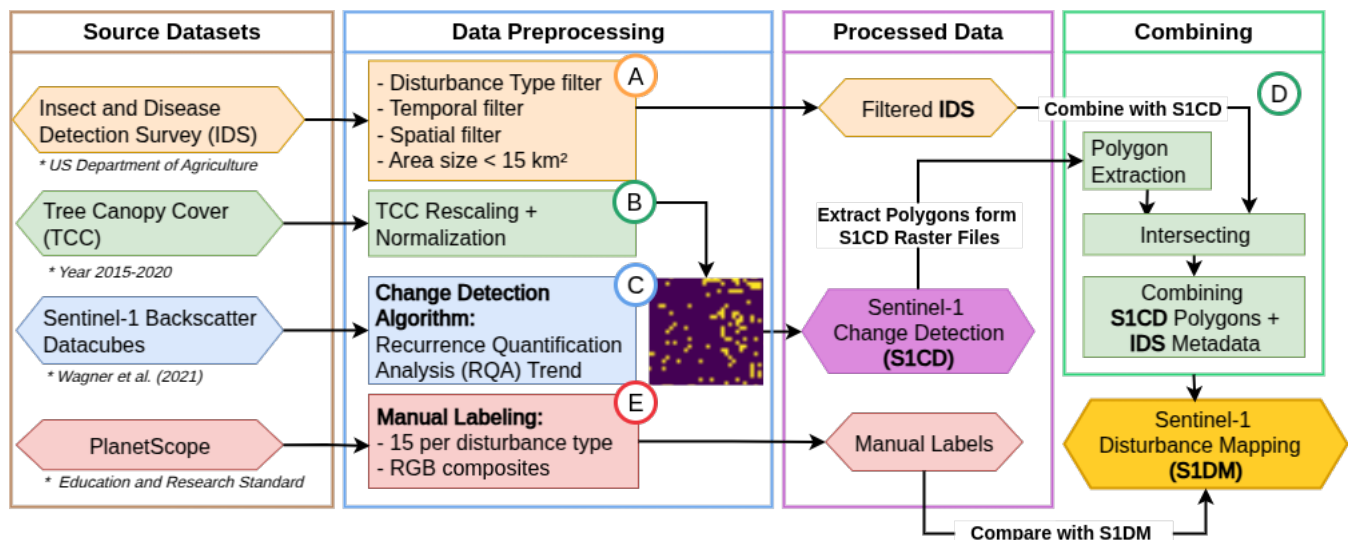 Source Datasets
Data Preprocessing
Processed Data
Combining
Insect and Disease
Detection Survey (IDS)
* US Department of Agriculture
Tree Canopy Cover
(TCC)
* Year 2015-2020
Sentinel-1 Backscatter
Datacubes
* Wagner et al. (2021)
PlanetScope
* Education and Research Standard
A
- Disturbance Type filter
- Temporal filter
- Spatial filter
- Area size < 15 km²
B
TCC Rescaling +
Normalization
C
Change Detection
Algorithm:
Recurrence Quantification
Analysis (RQA) Trend
E
Manual Labeling:
- 15 per disturbance type
- RGB composites
Filtered IDS
Extract Polygons form
S1CD Raster Files
Sentinel-1
Change Detection
(S1CD)
Manual Labels
Combine with S1CD
D
Polygon
Extraction
Intersecting
Combining
S1CD Polygons +
IDS Metadata
Sentinel-1
Disturbance Mapping
(S1DM)
Compare with S1DM